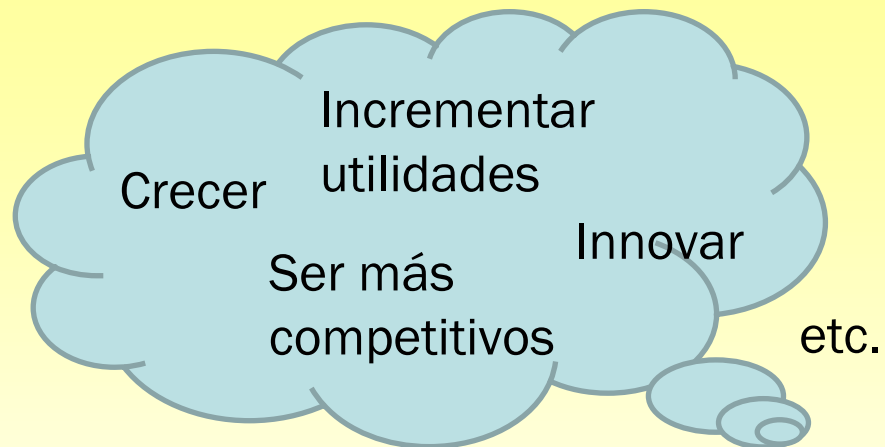 Incrementar
utilidades
Crecer
Innovar
Ser más
competitivos
etc.